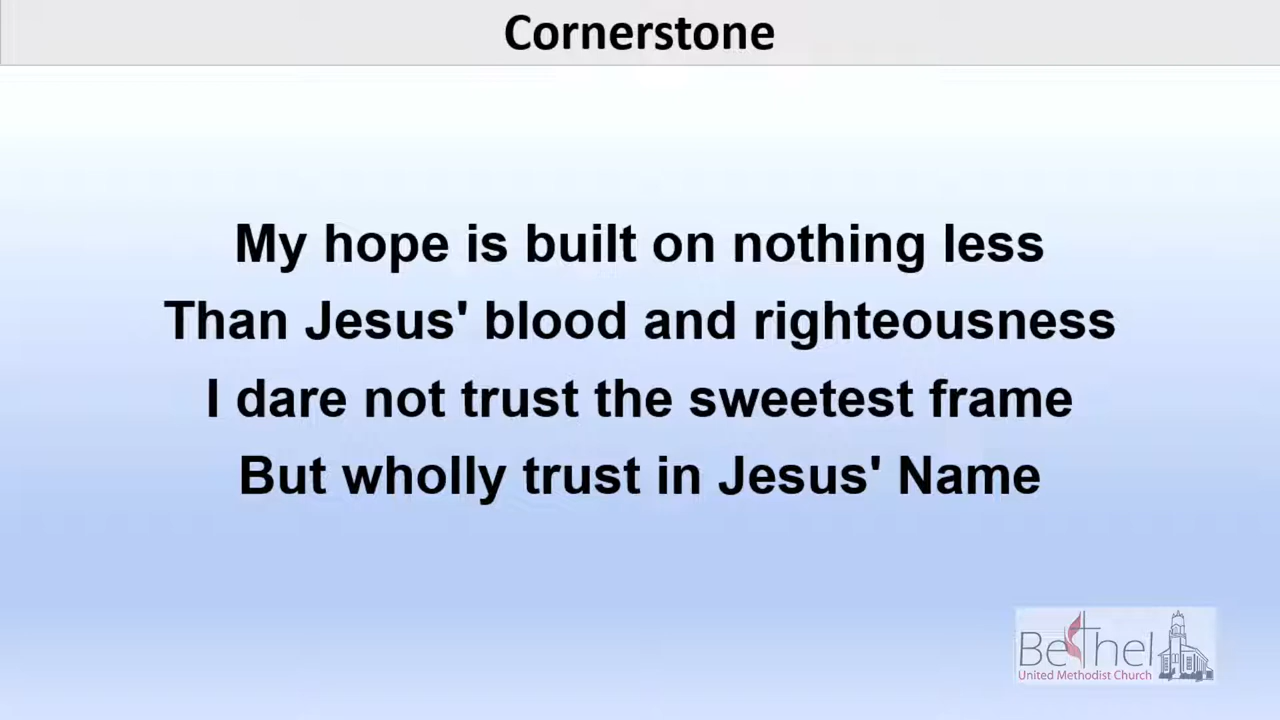 Cornerstone
My hope is built on nothing less
Than Jesus' blood and righteousness
I dare not trust the sweetest frame
But wholly trust in Jesus' Name
Bethel
United Methodist Church